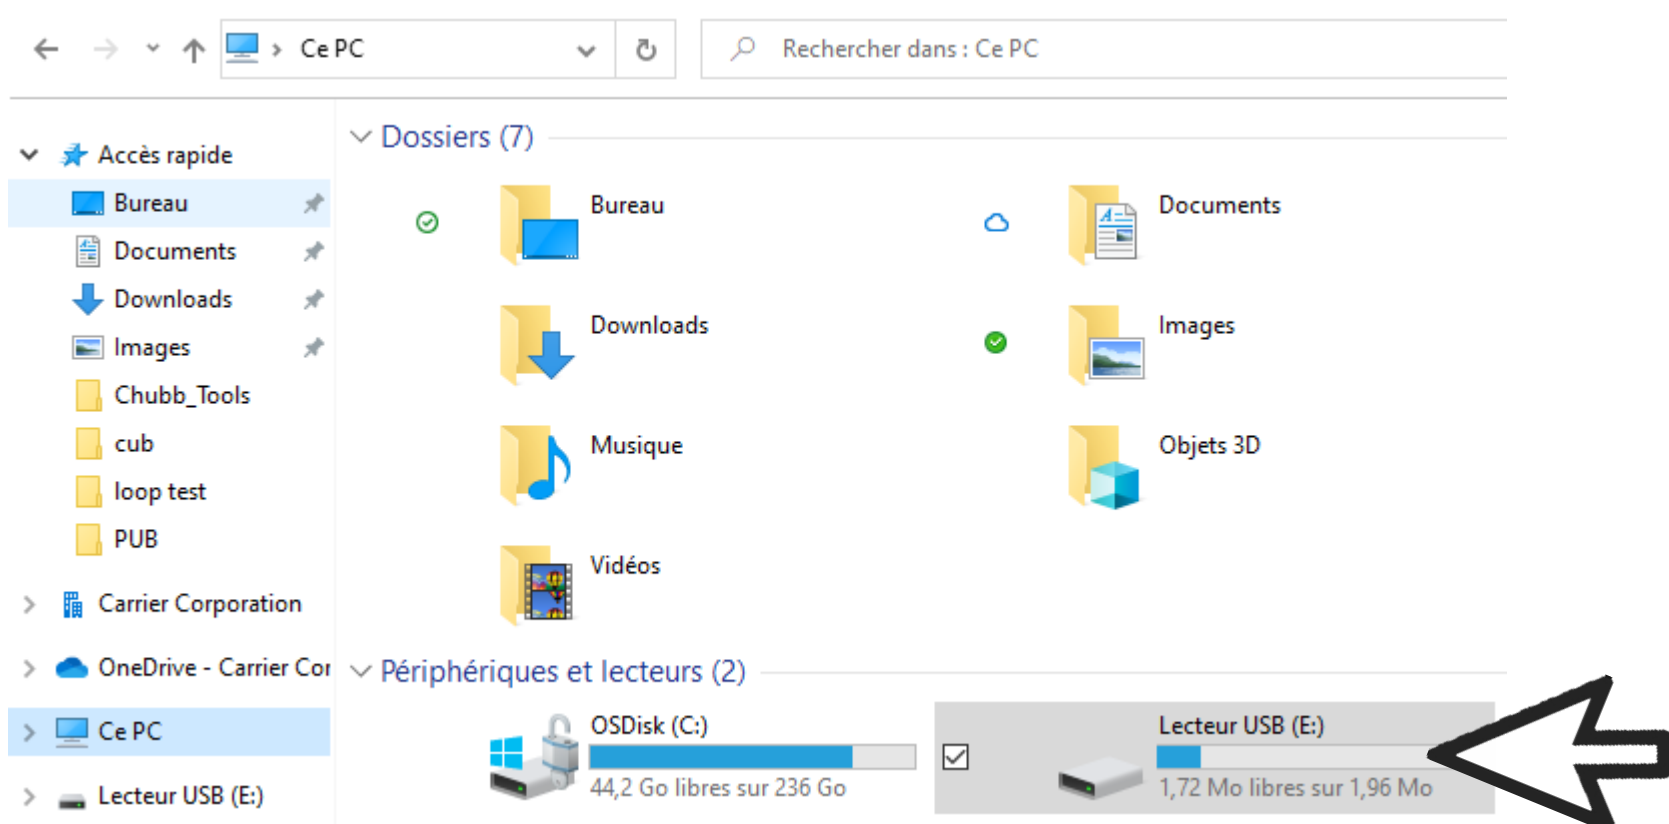 Ce PC
Rechercher dans : Ce PC
Accès rapide
Bureau
Documents
Downloads
Images
Chubb_Tools
cub
loop test
PUB
Carrier Corporation
OneDrive - Carrier Cor
Ce PC
Lecteur USB (E:)
Dossiers (7)
Bureau
Documents
Downloads
Images
Musique
Objets 3D
Vidéos
Périphériques et lecteurs (2)
OSDisk (C:)
44,2 Go libres sur 236 Go
Lecteur USB (E:)
1,72 Mo libres sur 1,96 Mo